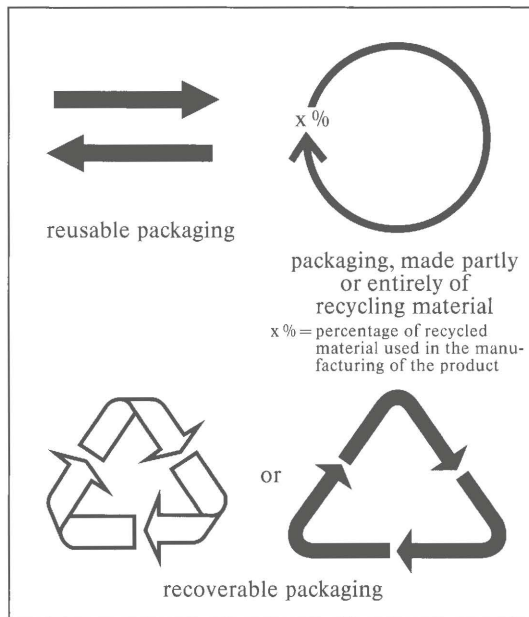 x %
reusable packaging
packaging, made partly
or entirely of
recycling material
x % = percentage of recycled
material used in the manu-
facturing of the product
or
recoverable packaging